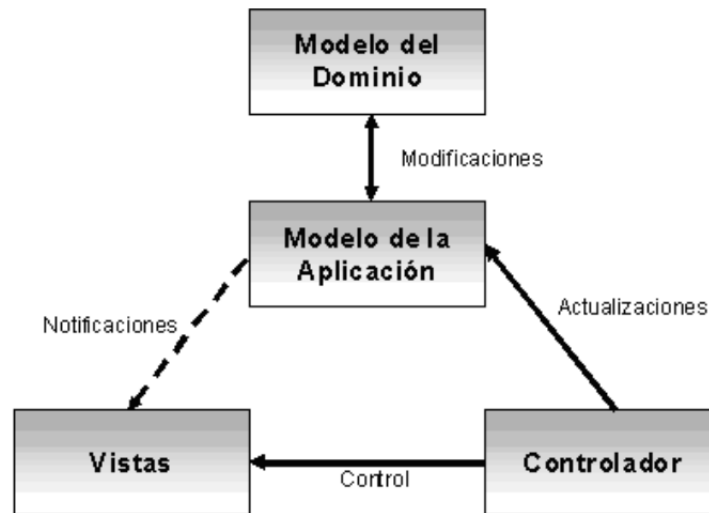 Modelo del
Dominio
Modificaciones
Modelo de la
Aplicación
Notificaciones
Actualizaciones
Vistas
Control
Controlador